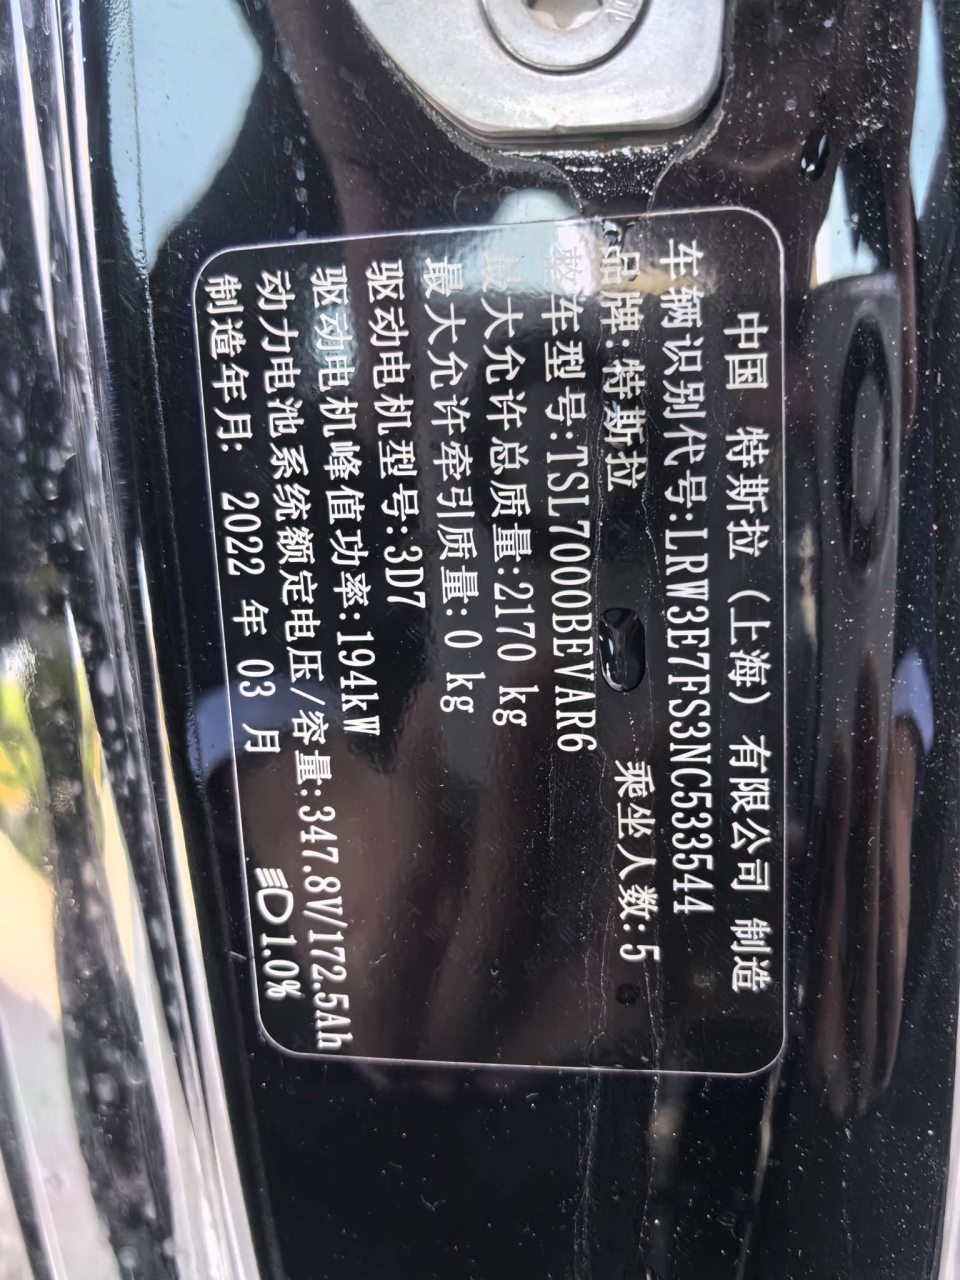 中国 特斯拉（上海）有限公司 制造
车辆识别代号:LRW3E7FS3NC533544
品牌:特斯拉 乘坐人数:5
整车型号:TSL7000BEVAR6
最大允许总质量:2170 kg
最大允许牵引质量: 0 kg
驱动电机型号:3D7
驱动电机峰值功率:194kW
动力电池系统额定电压/容量:347.8V/172.5Ah
制造年月: 2022 年 03 月 1.0%